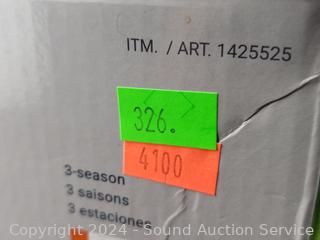 ITM. / ART. 1425525
326.
4100
3-season
3 saisons
3 estaciones
Copyright 2024 - Sound Auction Service